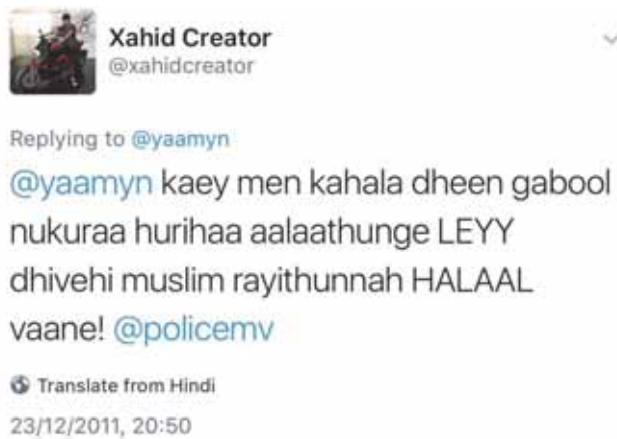 Xahid Creator
@xahidcreator
Replying to @yaamyn
@yaamyn kaey men kahala dheen gabool
nukuraa hurihaa aalaathunge LEYY
dhivehi muslim rayithunnah HALAAL
vaane! @policemv
Translate from Hindi
23/12/2011, 20:50